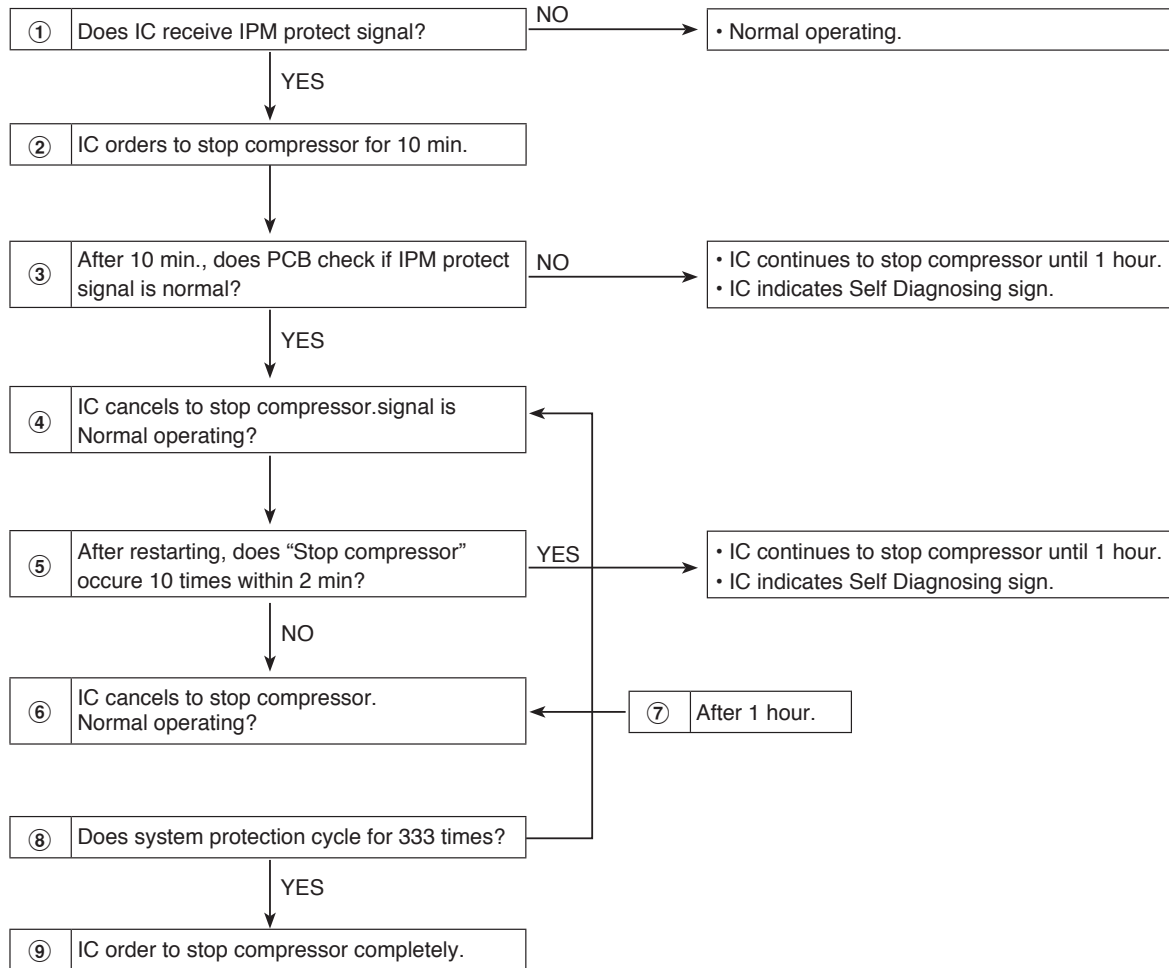 ① Does IC receive IPM protect signal?
NO
• Normal operating.
YES
② IC orders to stop compressor for 10 min.
③ After 10 min., does PCB check if IPM protect
signal is normal?
NO
• IC continues to stop compressor until 1 hour.
• IC indicates Self Diagnosing sign.
YES
④ IC cancels to stop compressor.signal is
Normal operating?
⑤ After restarting, does “Stop compressor”
occure 10 times within 2 min?
YES
• IC continues to stop compressor until 1 hour.
• IC indicates Self Diagnosing sign.
NO
⑥ IC cancels to stop compressor.
Normal operating?
⑦ After 1 hour.
⑧ Does system protection cycle for 333 times?
YES
⑨ IC order to stop compressor completely.